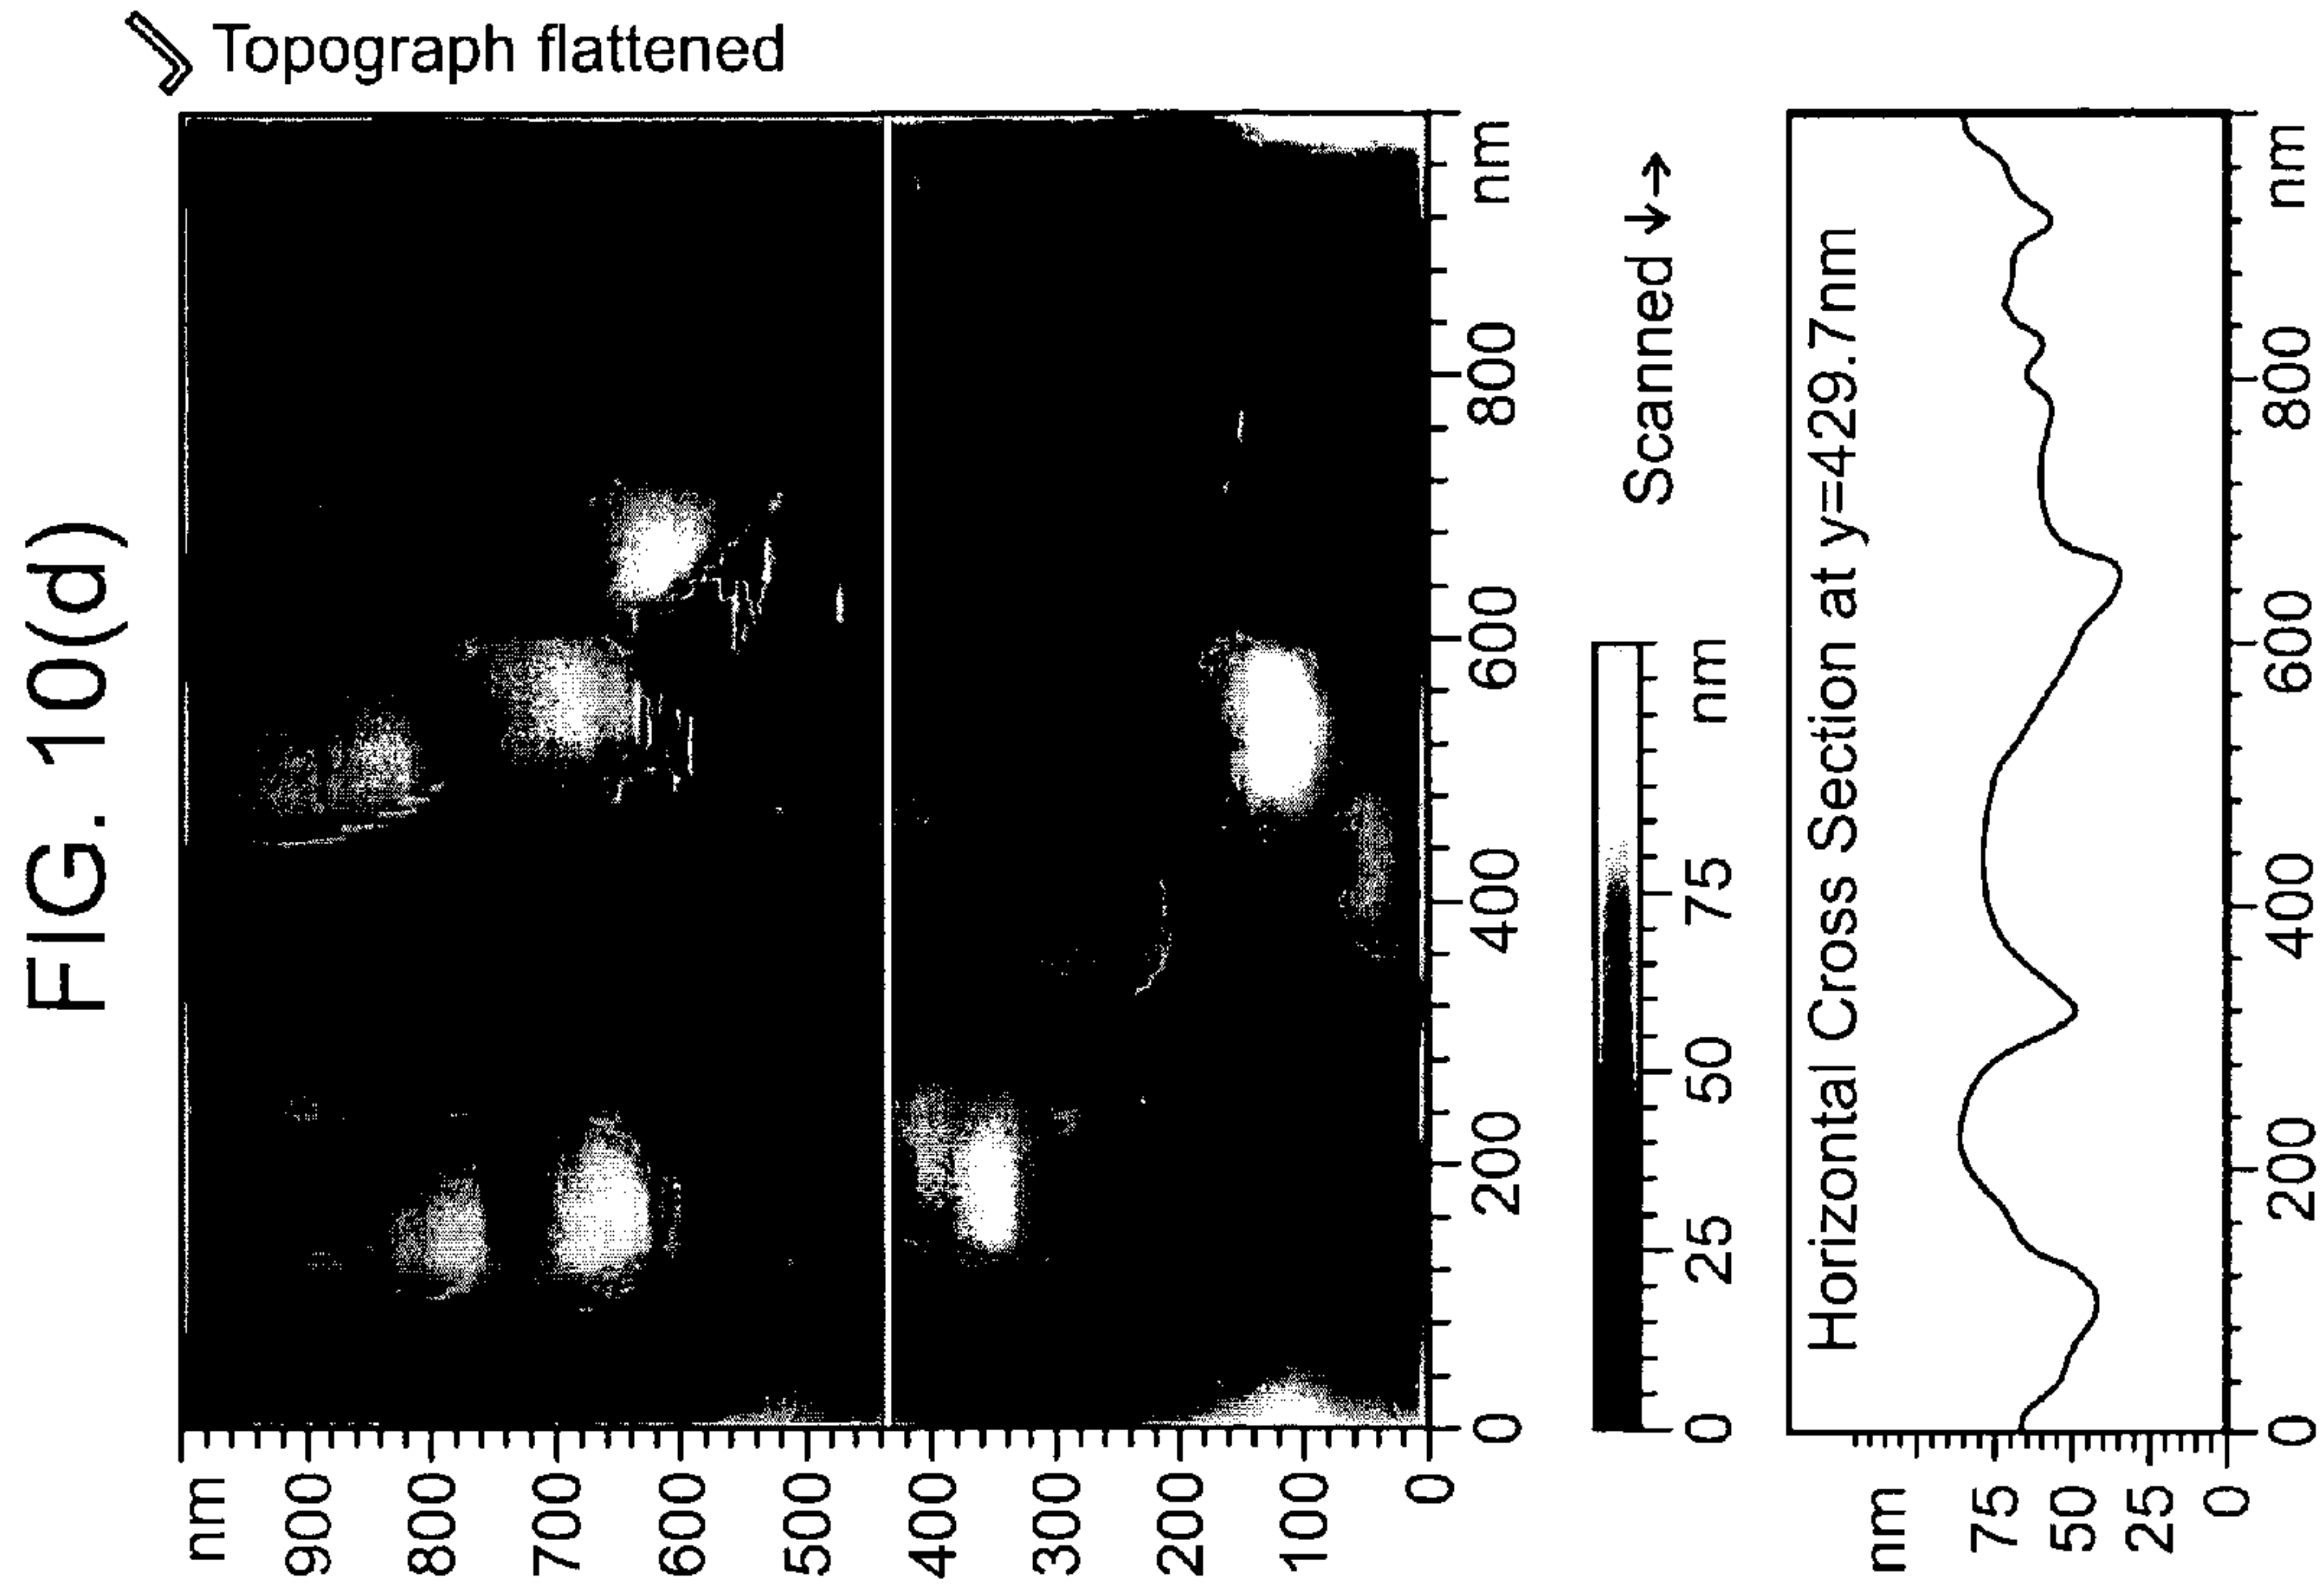 FIG. 10(d)
Topograph flattened
nm
900
800
700
600
500
400
300
200
100
0
0 200 400 600 800 nm
0 25 50 75 nm
Scanned ↓→
Horizontal Cross Section at y=429.7nm
nm
75
50
25
0
0 200 400 600 800 nm